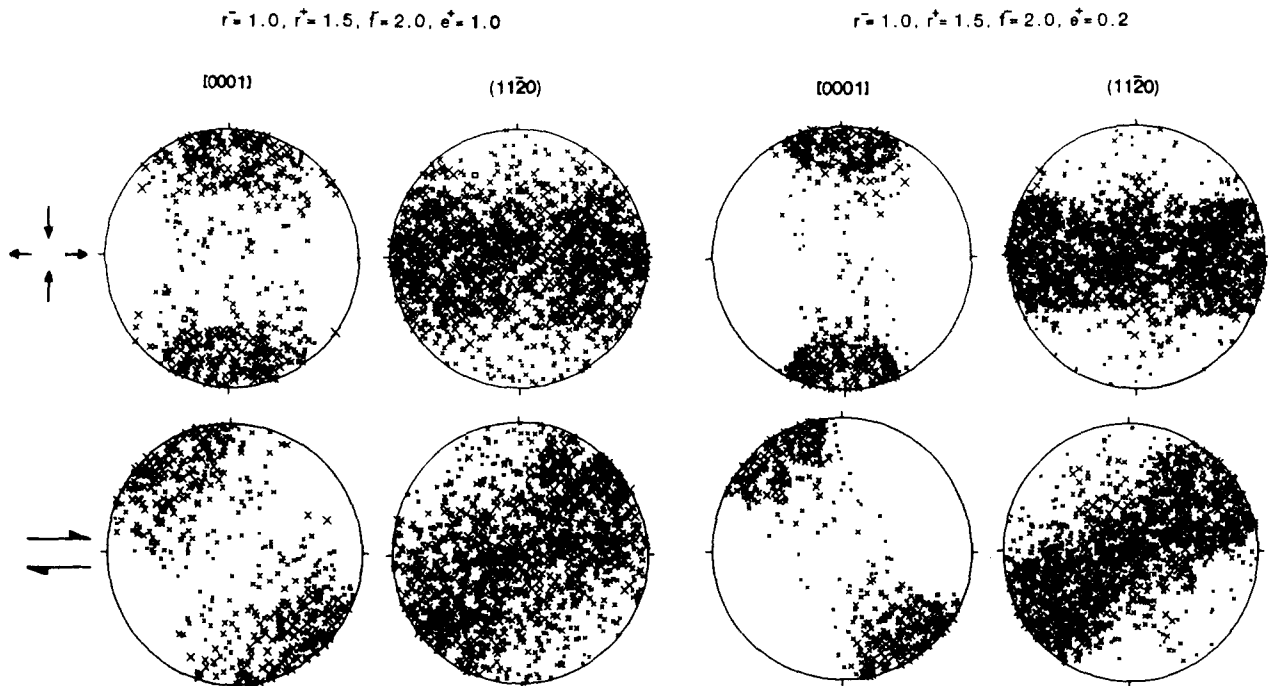 r⁻= 1.0, r⁺= 1.5, f⁻= 2.0, e⁺= 1.0
r⁻= 1.0, r⁺= 1.5, f⁻= 2.0, e⁺= 0.2
[0001]
(112̄0)
[0001]
(112̄0)